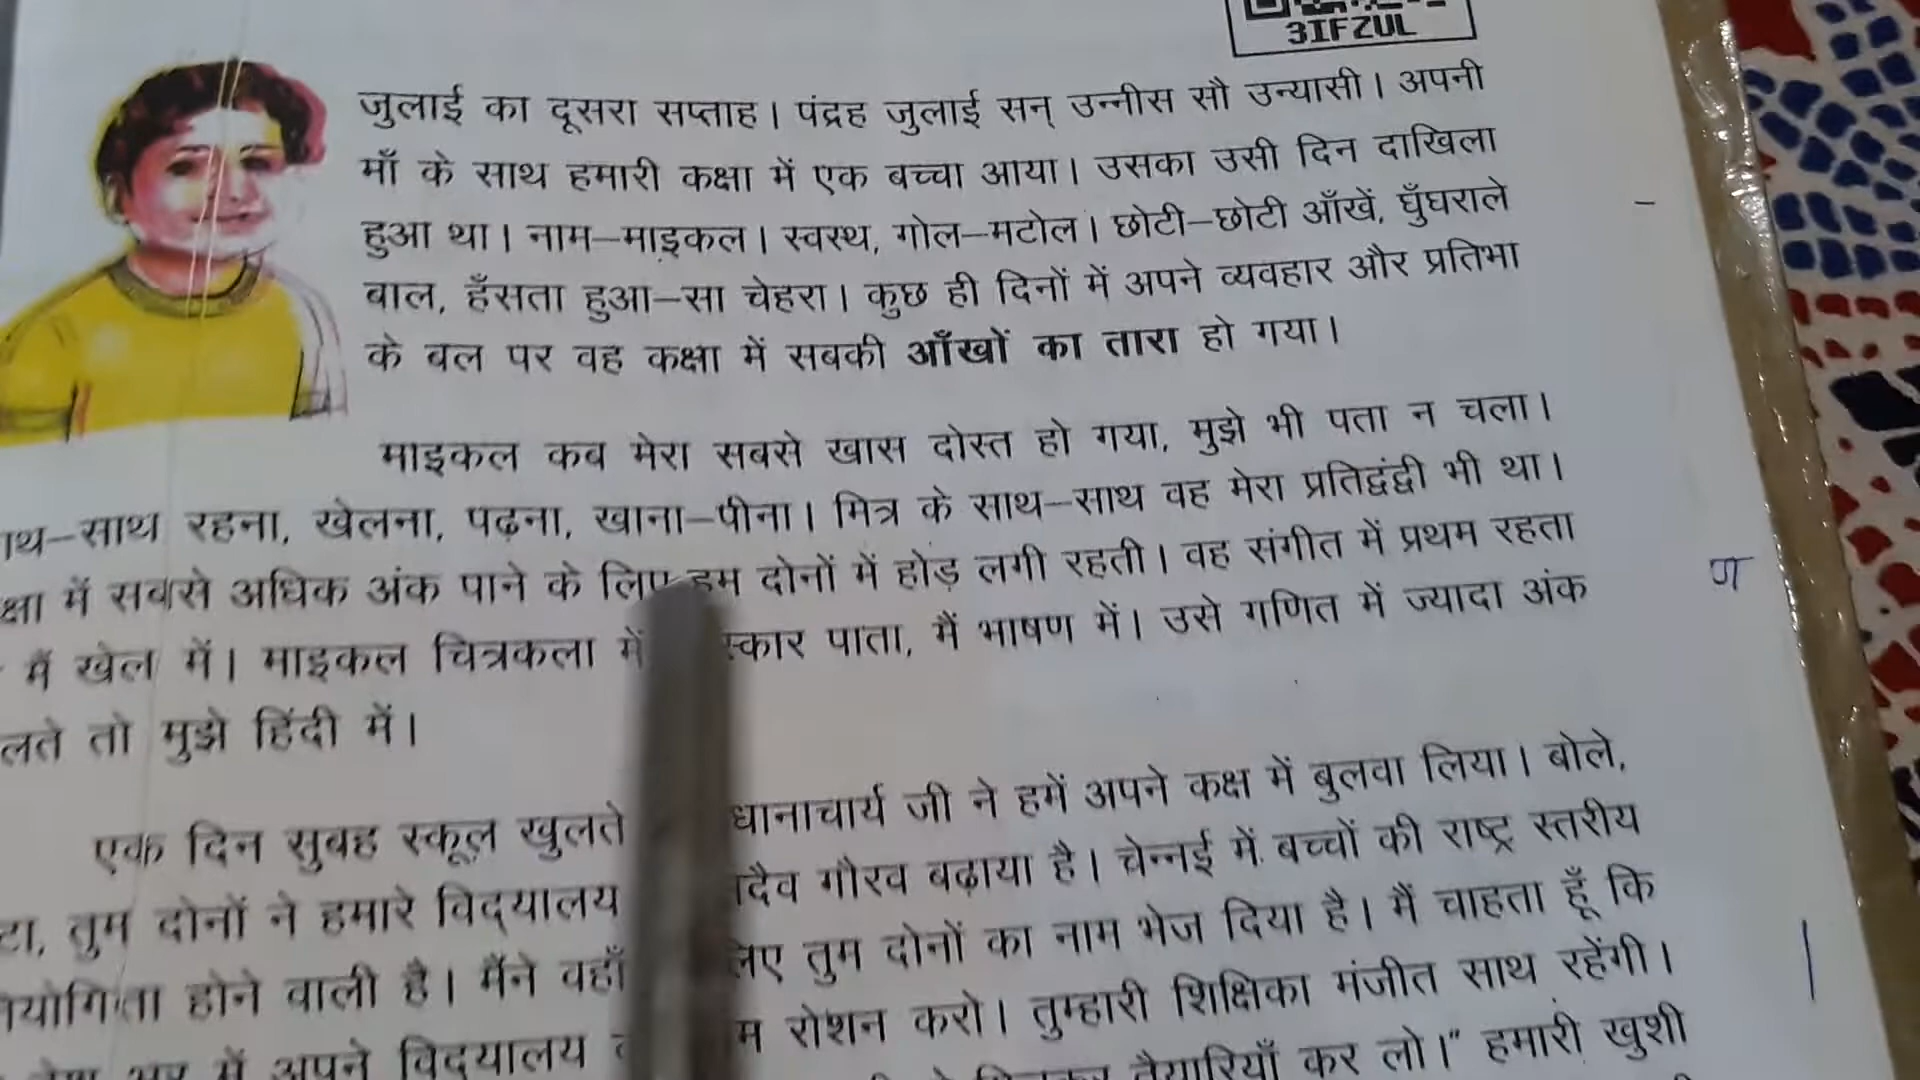 3IFZUL
जुलाई का दूसरा सप्ताह। पंद्रह जुलाई सन् उन्नीस सौ उन्यासी। अपनी
माँ के साथ हमारी कक्षा में एक बच्चा आया। उसका उसी दिन दाखिला
हुआ था। नाम–माइकल। स्वस्थ, गोल–मटोल। छोटी–छोटी आँखें, घुँघराले
बाल, हँसता हुआ–सा चेहरा। कुछ ही दिनों में अपने व्यवहार और प्रतिभा
के बल पर वह कक्षा में सबकी आँखों का तारा हो गया।
माइकल कब मेरा सबसे खास दोस्त हो गया, मुझे भी पता न चला।
–साथ रहना, खेलना, पढ़ना, खाना–पीना। मित्र के साथ–साथ वह मेरा प्रतिद्वंद्वी भी था।
में सबसे अधिक अंक पाने के लिए हम दोनों में होड़ लगी रहती। वह संगीत में प्रथम रहता
मैं खेल में। माइकल चित्रकला में पाता, मैं भाषण में। उसे गणित में ज्यादा अंक
तो मुझे हिंदी में।
एक दिन सुबह स्कूल खुलते जी ने हमें अपने कक्ष में बुलवा लिया। बोले,
तुम दोनों ने हमारे विद्यालय गौरव बढ़ाया है। चेन्नई में बच्चों की राष्ट्र स्तरीय
होने वाली है। मैंने वहाँ तुम दोनों का नाम भेज दिया है। मैं चाहता हूँ कि
में अपने विद्यालय रोशन करो। तुम्हारी शिक्षिका मंजीत साथ रहेंगी।
तैयारियाँ कर लो।" हमारी खुशी
ण